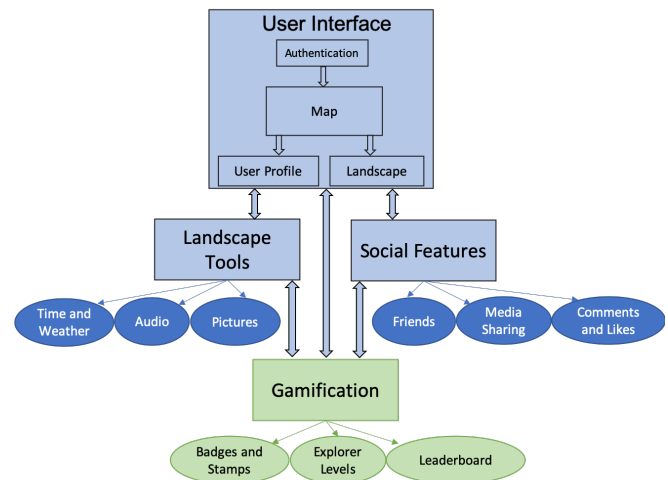 User Interface
Authentication
Map
User Profile
Landscape
Landscape
Tools
Social Features
Time and
Weather
Audio
Pictures
Friends
Media
Sharing
Comments
and Likes
Gamification
Badges and
Stamps
Explorer
Levels
Leaderboard